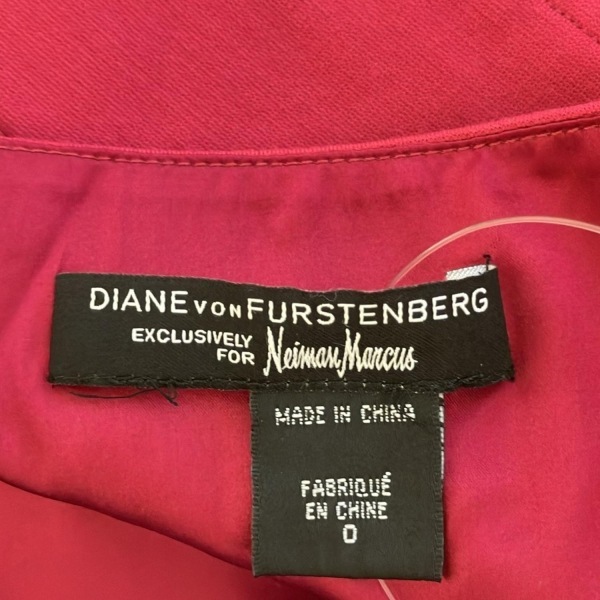 DIANE VON FURSTENBERG
EXCLUSIVELY
FOR Neiman Marcus
MADE IN CHINA
FABRIQUÉ
EN CHINE
0